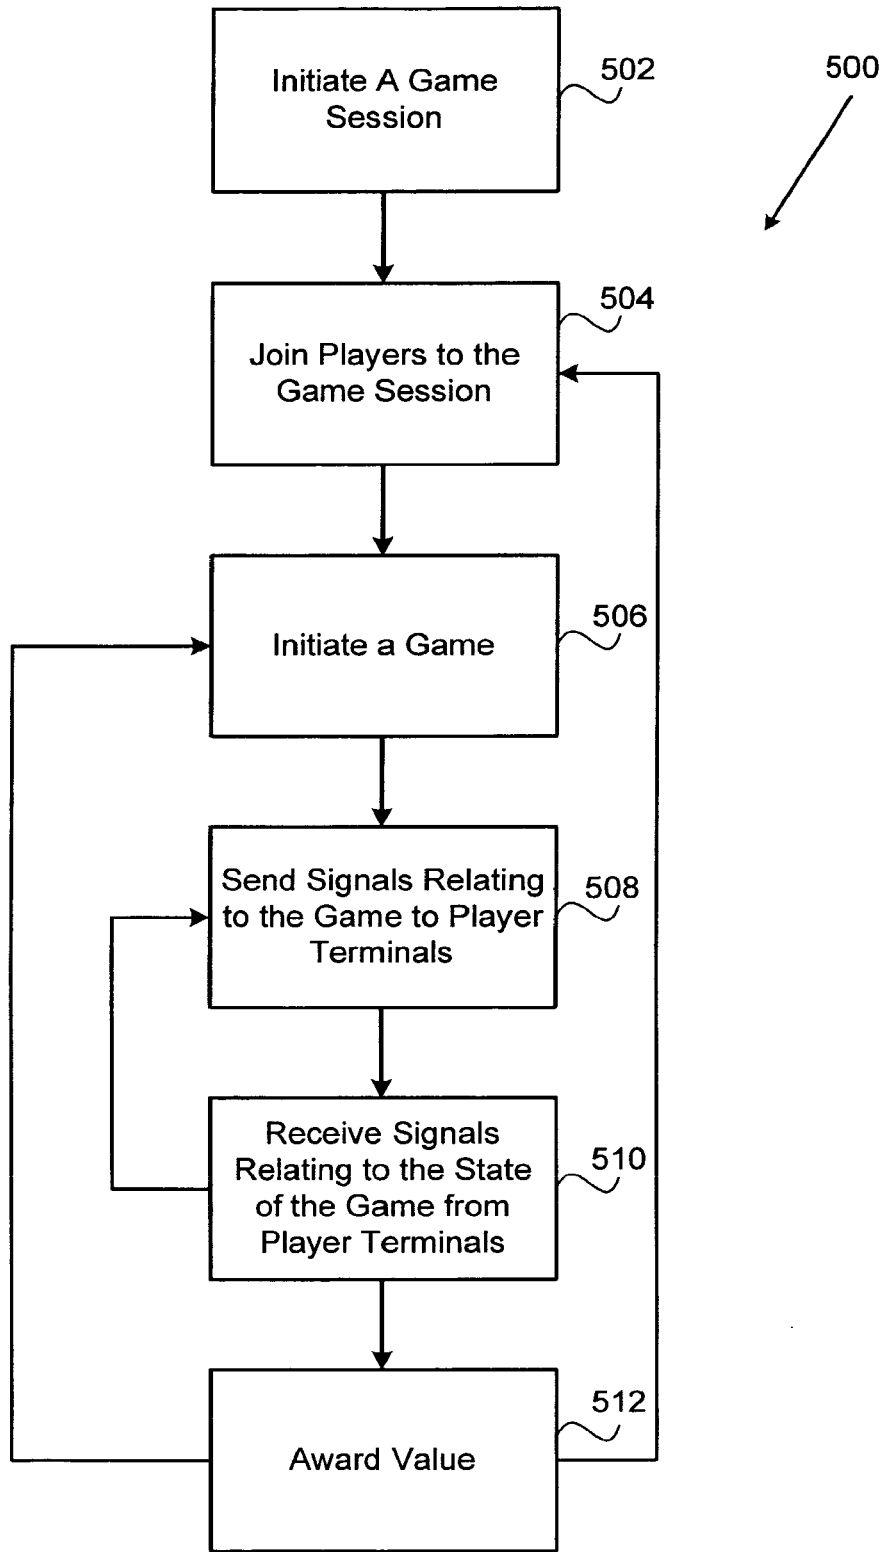 Initiate A Game
Session
502
500
Join Players to the
Game Session
504
Initiate a Game
506
Send Signals Relating
to the Game to Player
Terminals
508
Receive Signals
Relating to the State
of the Game from
Player Terminals
510
Award Value
512